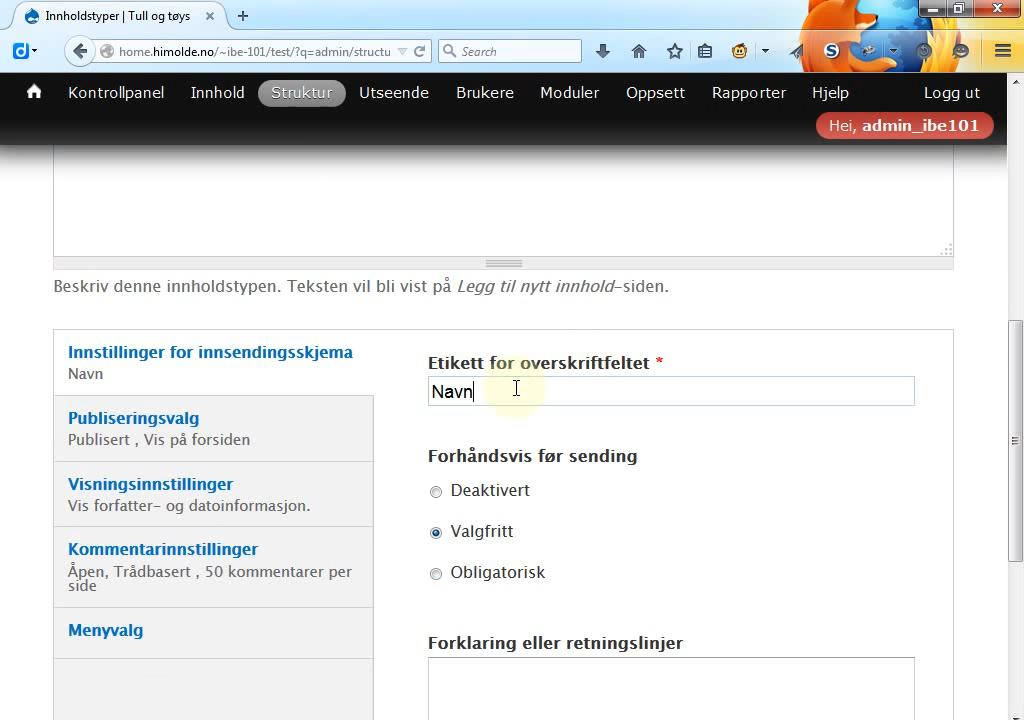 Innholdstyper | Tull og tøys
home.himolde.no/~ibe-101/test/?q=admin/structu
Search
Kontrollpanel Innhold Struktur Utseende Brukere Moduler Oppsett Rapporter Hjelp Logg ut
Hei, admin_ibe101
Beskriv denne innholdstypen. Teksten vil bli vist på Legg til nytt innhold-siden.
Innstillinger for innsendingsskjema
Navn
Publiseringsvalg
Publisert , Vis på forsiden
Visningsinnstillinger
Vis forfatter- og datoinformasjon.
Kommentarinnstillinger
Åpen, Trådbasert , 50 kommentarer per
side
Menyvalg
Etikett for overskriftfeltet *
Navn
Forhåndsvis før sending
Deaktivert
Valgfritt
Obligatorisk
Forklaring eller retningslinjer